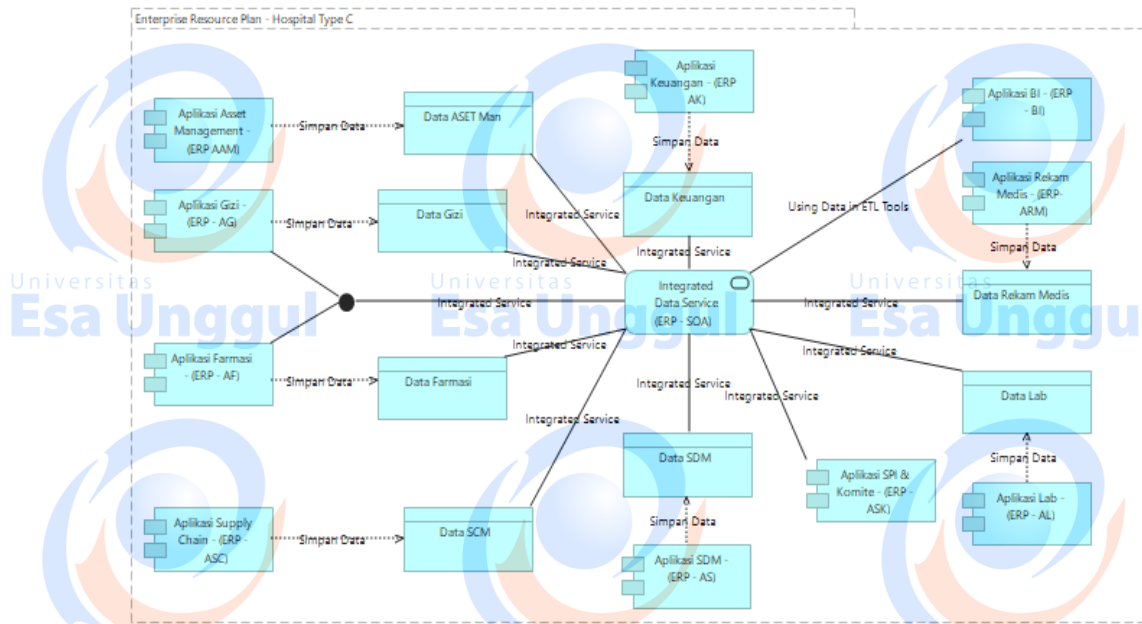 Enterprise Resource Plan - Hospital Type C
Aplikasi Asset
Management -
(ERP AAM)
Simpan Data
Data ASET Man
Aplikasi
Keuangan - (ERP
AK)
Simpan Data
Data Keuangan
Aplikasi BI - (ERP
- BI)
Aplikasi Rekam
Medis - (ERP-
ARM)
Simpan Data
Data Rekam Medis
Aplikasi Gizi -
(ERP - AG)
Simpan Data
Data Gizi
Integrated Service
Integrated Service
Integrated Service
Using Data in ETL Tools
Integrated
Data Service
(ERP - SOA)
Integrated Service
Integrated Service
Universitas
Esa Unggul
Universitas
Esa Unggul
Universitas
Esa Unggu
Aplikasi Farmasi
- (ERP - AF)
Simpan Data
Data Farmasi
Integrated Service
Integrated Service
Integrated Service
Integrated Service
Integrated Service
Data Lab
Simpan Data
Aplikasi Lab -
(ERP - AL)
Data SDM
Simpan Data
Aplikasi SDM -
(ERP - AS)
Aplikasi SPI &
Komite - (ERP -
ASK)
Aplikasi Supply
Chain - (ERP -
ASC)
Simpan Data
Data SCM